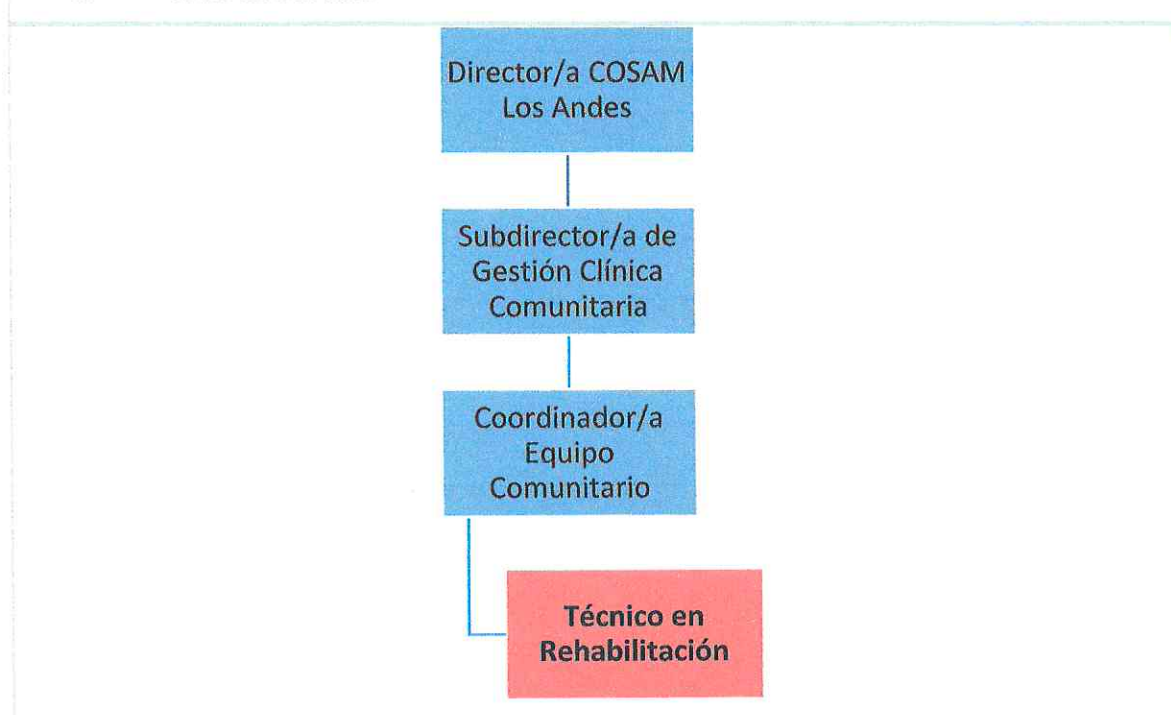 Director/a COSAM
Los Andes
Subdirector/a de
Gestión Clínica
Comunitaria
Coordinador/a
Equipo
Comunitario
Técnico en
Rehabilitación